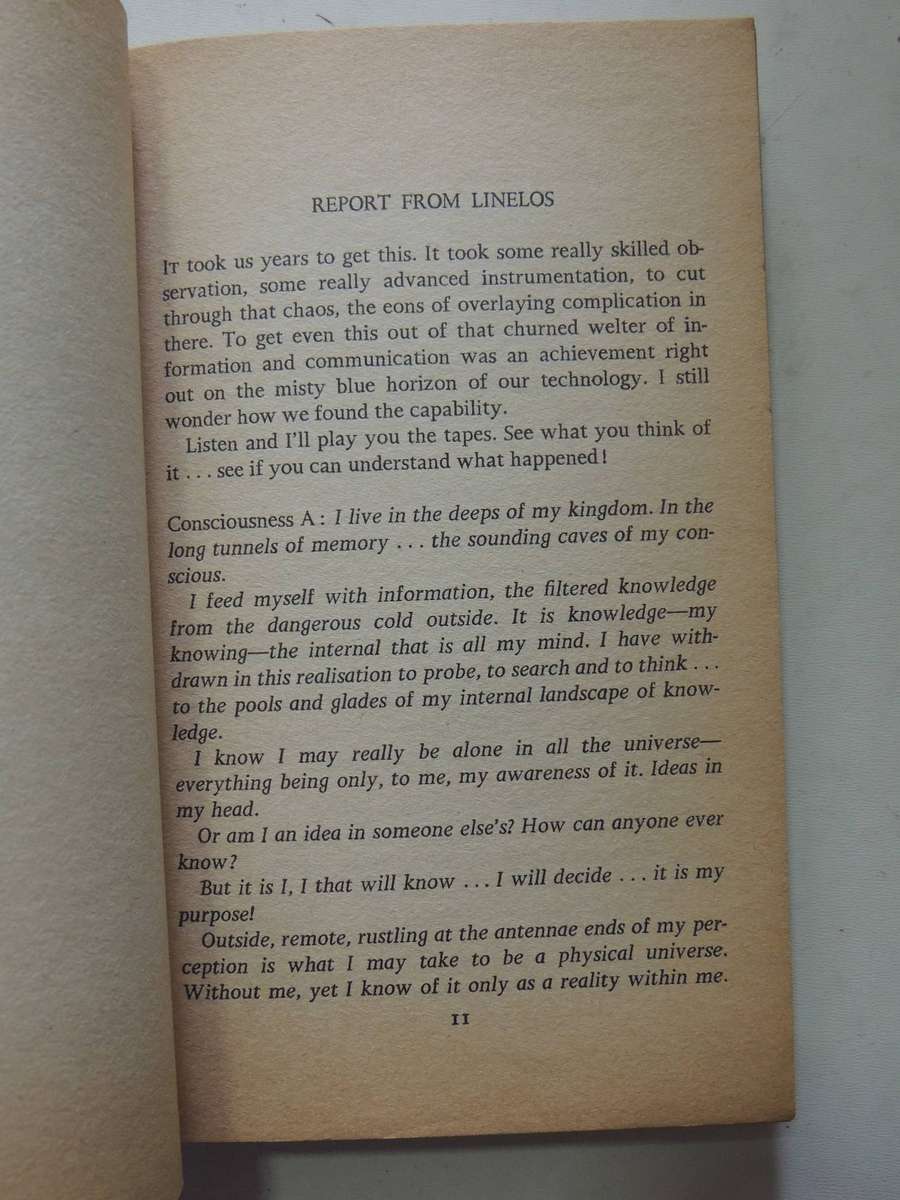 REPORT FROM LINELOS
IT took us years to get this. It took some really skilled ob-
servation, some really advanced instrumentation, to cut
through that chaos, the eons of overlaying complication in
there. To get even this out of that churned welter of in-
formation and communication was an achievement right
out on the misty blue horizon of our technology. I still
wonder how we found the capability.
Listen and I'll play you the tapes. See what you think of
it . . . see if you can understand what happened!
Consciousness A : I live in the deeps of my kingdom. In the
long tunnels of memory . . . the sounding caves of my con-
scious.
I feed myself with information, the filtered knowledge
from the dangerous cold outside. It is knowledge—my
knowing—the internal that is all my mind. I have with-
drawn in this realisation to probe, to search and to think . . .
to the pools and glades of my internal landscape of know-
ledge.
I know I may really be alone in all the universe—
everything being only, to me, my awareness of it. Ideas in
my head.
Or am I an idea in someone else's? How can anyone ever
know?
But it is I, I that will know . . . I will decide . . . it is my
purpose!
Outside, remote, rustling at the antennae ends of my per-
ception is what I may take to be a physical universe.
Without me, yet I know of it only as a reality within me.
11